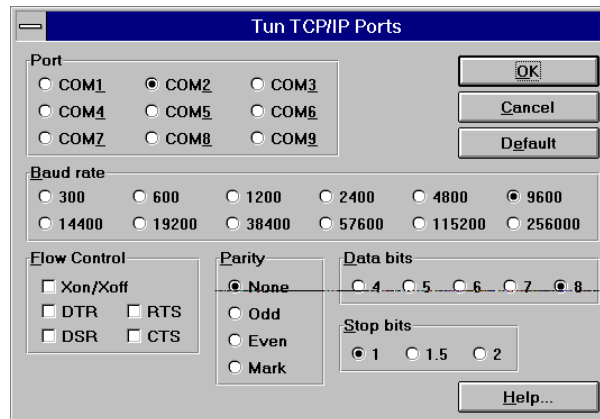 Tun TCP/IP Ports
Port
COM1 COM2 COM3
COM4 COM5 COM6
COM7 COM8 COM9
OK
Cancel
Default
Baud rate
300 600 1200 2400 4800 9600
14400 19200 38400 57600 115200 256000
Flow Control
Xon/Xoff
DTR RTS
DSR CTS
Parity
None
Odd
Even
Mark
Data bits
4 5 6 7 8
Stop bits
1 1.5 2
Help...